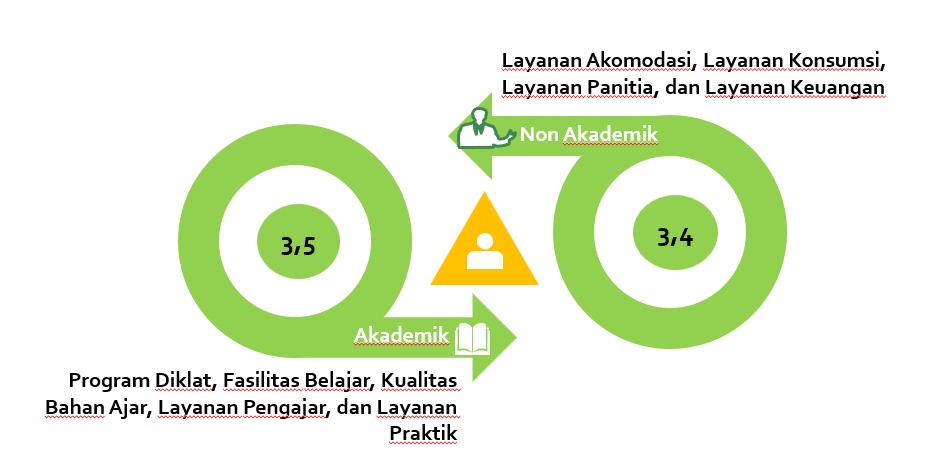 Layanan Akomodasi, Layanan Konsumsi,
Layanan Panitia, dan Layanan Keuangan
Non Akademik
3,5
3,4
Akademik
Program Diklat, Fasilitas Belajar, Kualitas
Bahan Ajar, Layanan Pengajar, dan Layanan
Praktik